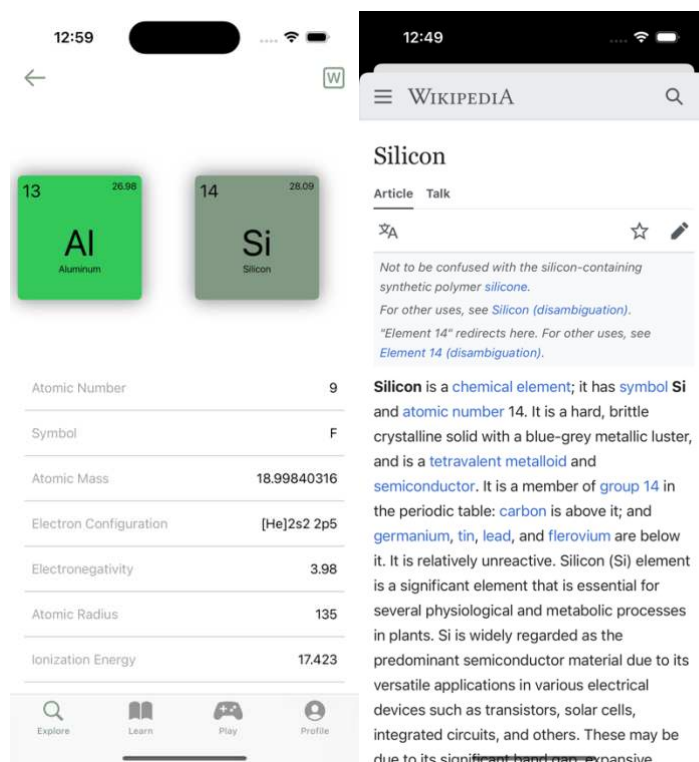 12:59
W
13
26.98
Al
Aluminum
14
28.09
Si
Silicon
Atomic Number
9
Symbol
F
Atomic Mass
18.99840316
Electron Configuration
[He]2s2 2p5
Electronegativity
3.98
Atomic Radius
135
Ionization Energy
17.423
Explore
Learn
Play
Profile
12:49
WIKIPEDIA
Silicon
Article Talk
文A
Not to be confused with the silicon-containing
synthetic polymer silicone.
For other uses, see Silicon (disambiguation).
"Element 14" redirects here. For other uses, see
Element 14 (disambiguation).
Silicon is a chemical element; it has symbol Si
and atomic number 14. It is a hard, brittle
crystalline solid with a blue-grey metallic luster,
and is a tetravalent metalloid and
semiconductor. It is a member of group 14 in
the periodic table: carbon is above it; and
germanium, tin, lead, and flerovium are below
it. It is relatively unreactive. Silicon (Si) element
is a significant element that is essential for
several physiological and metabolic processes
in plants. Si is widely regarded as the
predominant semiconductor material due to its
versatile applications in various electrical
devices such as transistors, solar cells,
integrated circuits, and others. These may be
due to its significant band gap, expansive